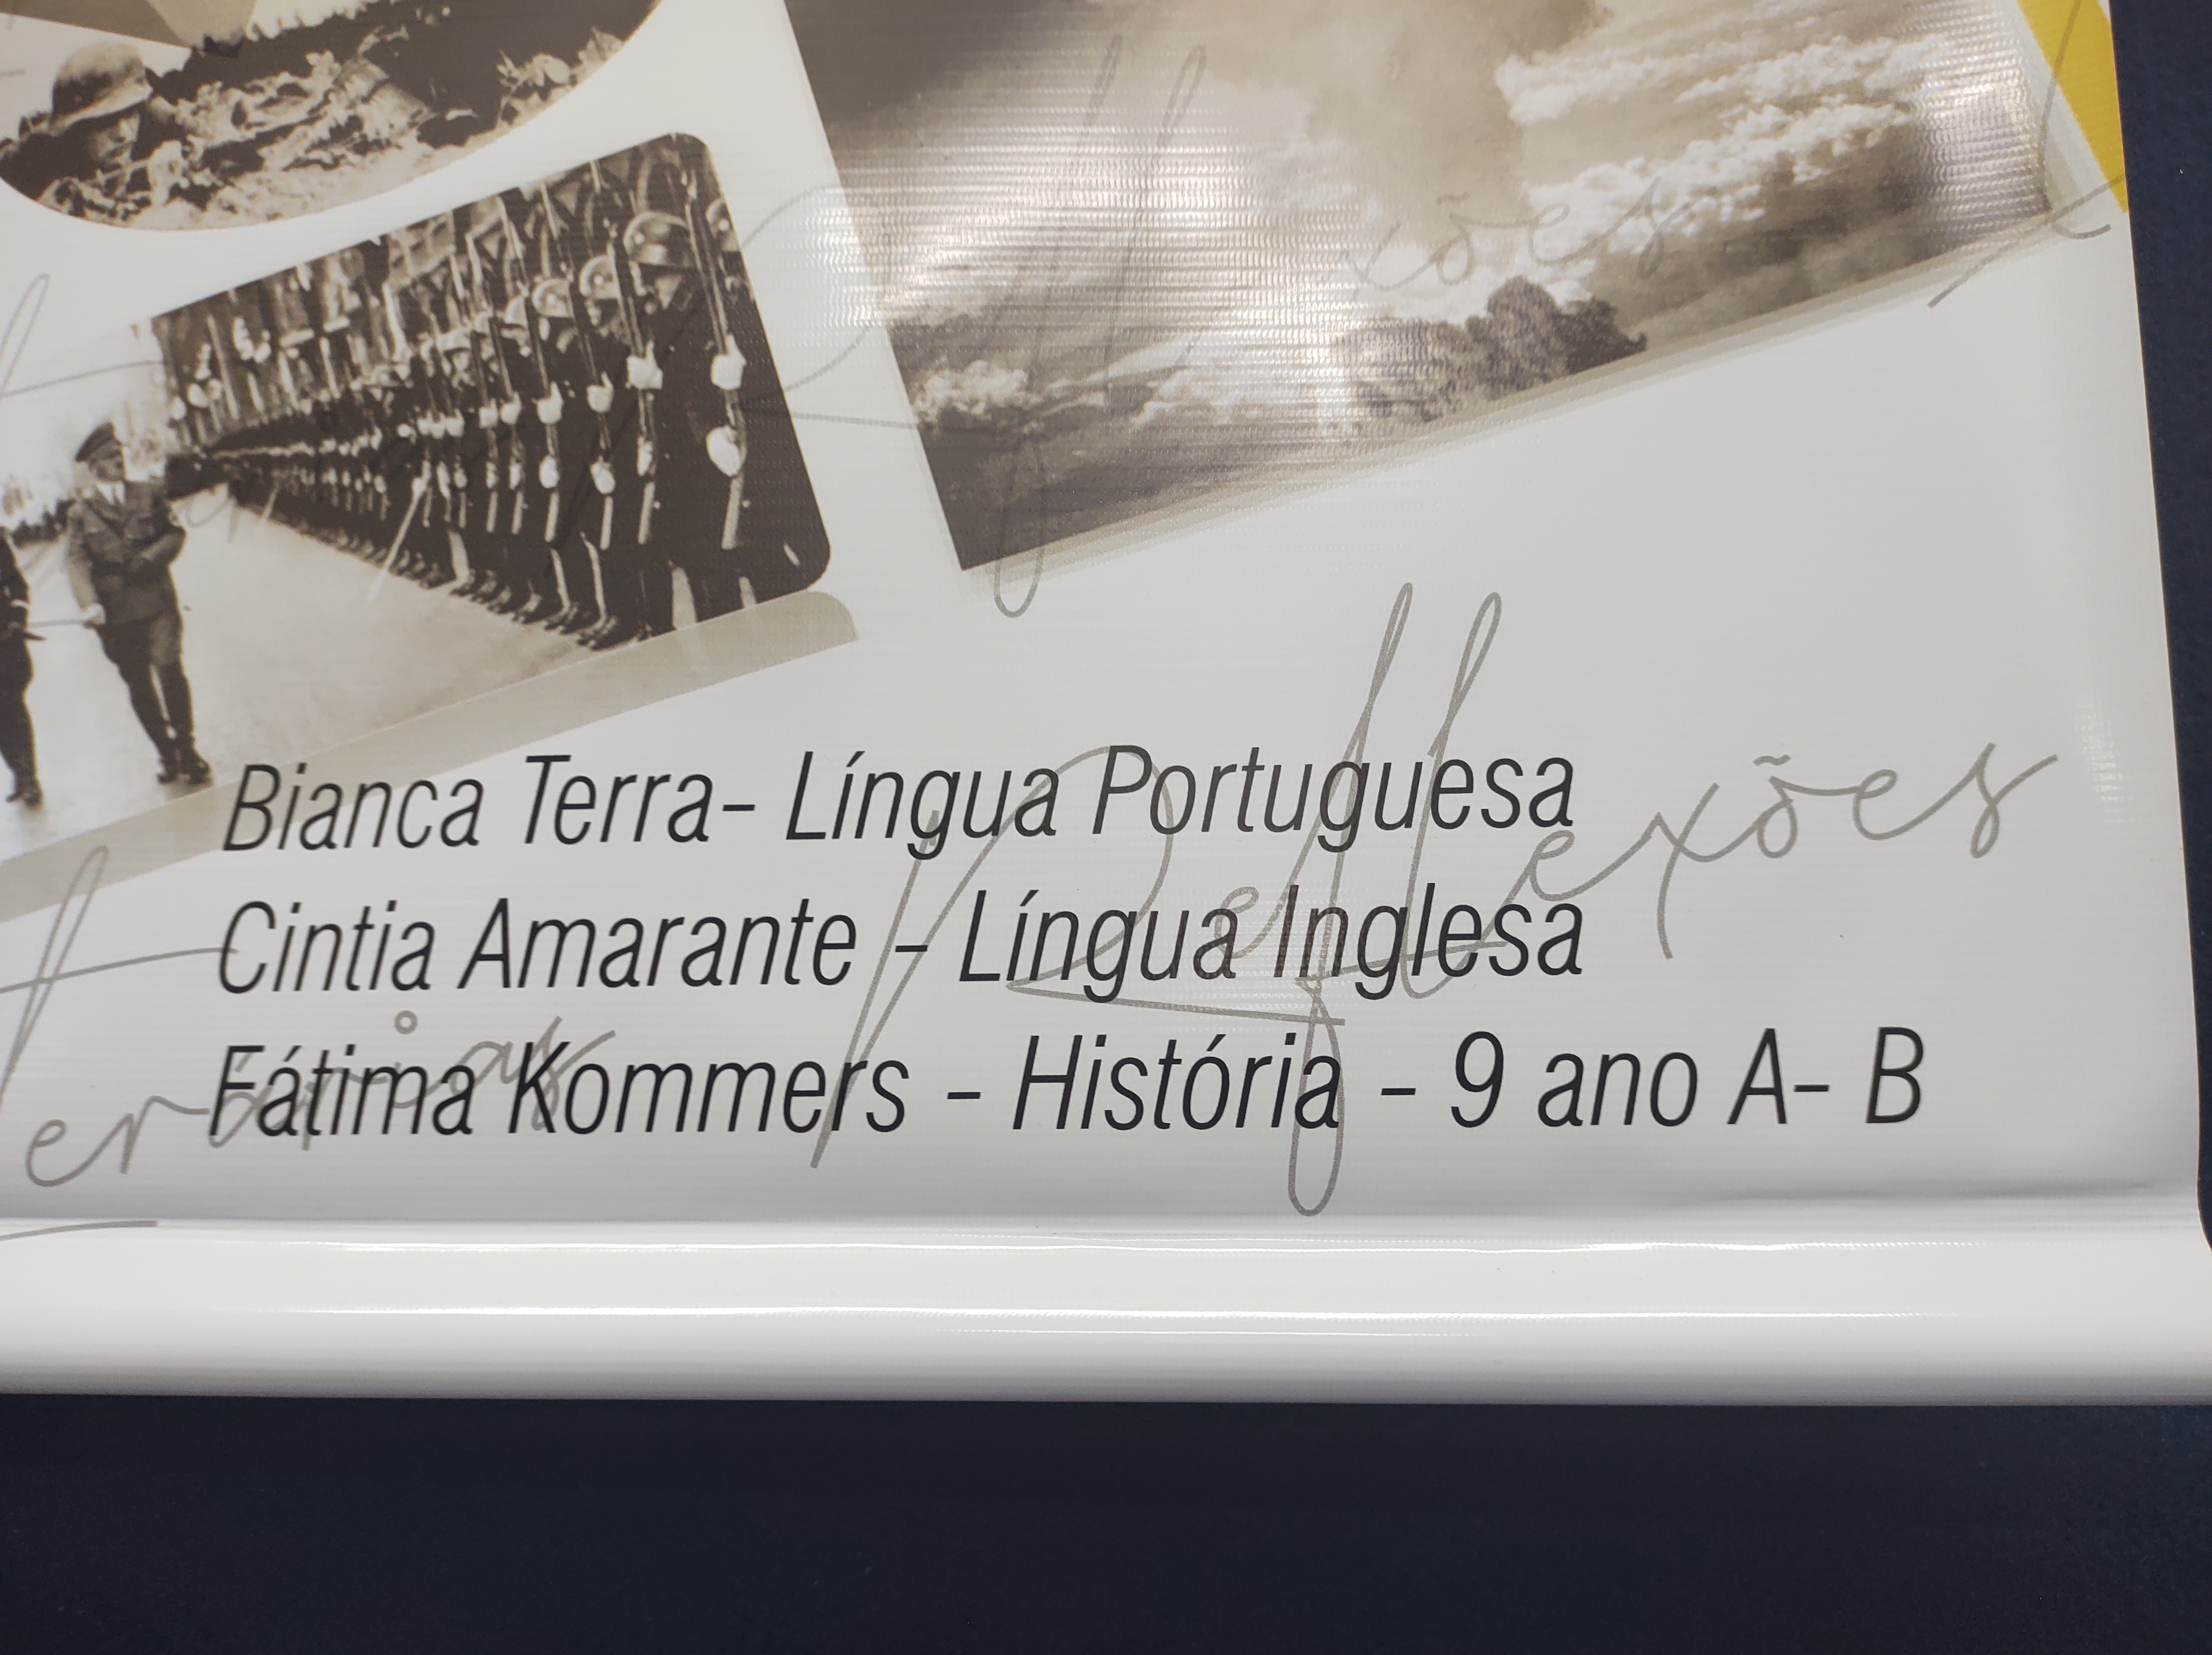 Bianca Terra- Língua Portuguesa
Cintia Amarante - Língua Inglesa
Fátima Kommers - História - 9 ano A- B
Reflexões